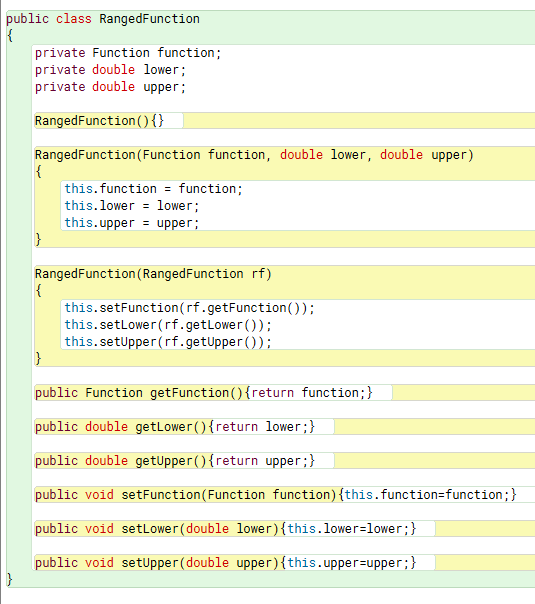 public class RangedFunction
{
    private Function function;
    private double lower;
    private double upper;

    RangedFunction(){}

    RangedFunction(Function function, double lower, double upper)
    {
        this.function = function;
        this.lower = lower;
        this.upper = upper;
    }

    RangedFunction(RangedFunction rf)
    {
        this.setFunction(rf.getFunction());
        this.setLower(rf.getLower());
        this.setUpper(rf.getUpper());
    }

    public Function getFunction(){return function;}

    public double getLower(){return lower;}

    public double getUpper(){return upper;}

    public void setFunction(Function function){this.function=function;}

    public void setLower(double lower){this.lower=lower;}

    public void setUpper(double upper){this.upper=upper;}
}